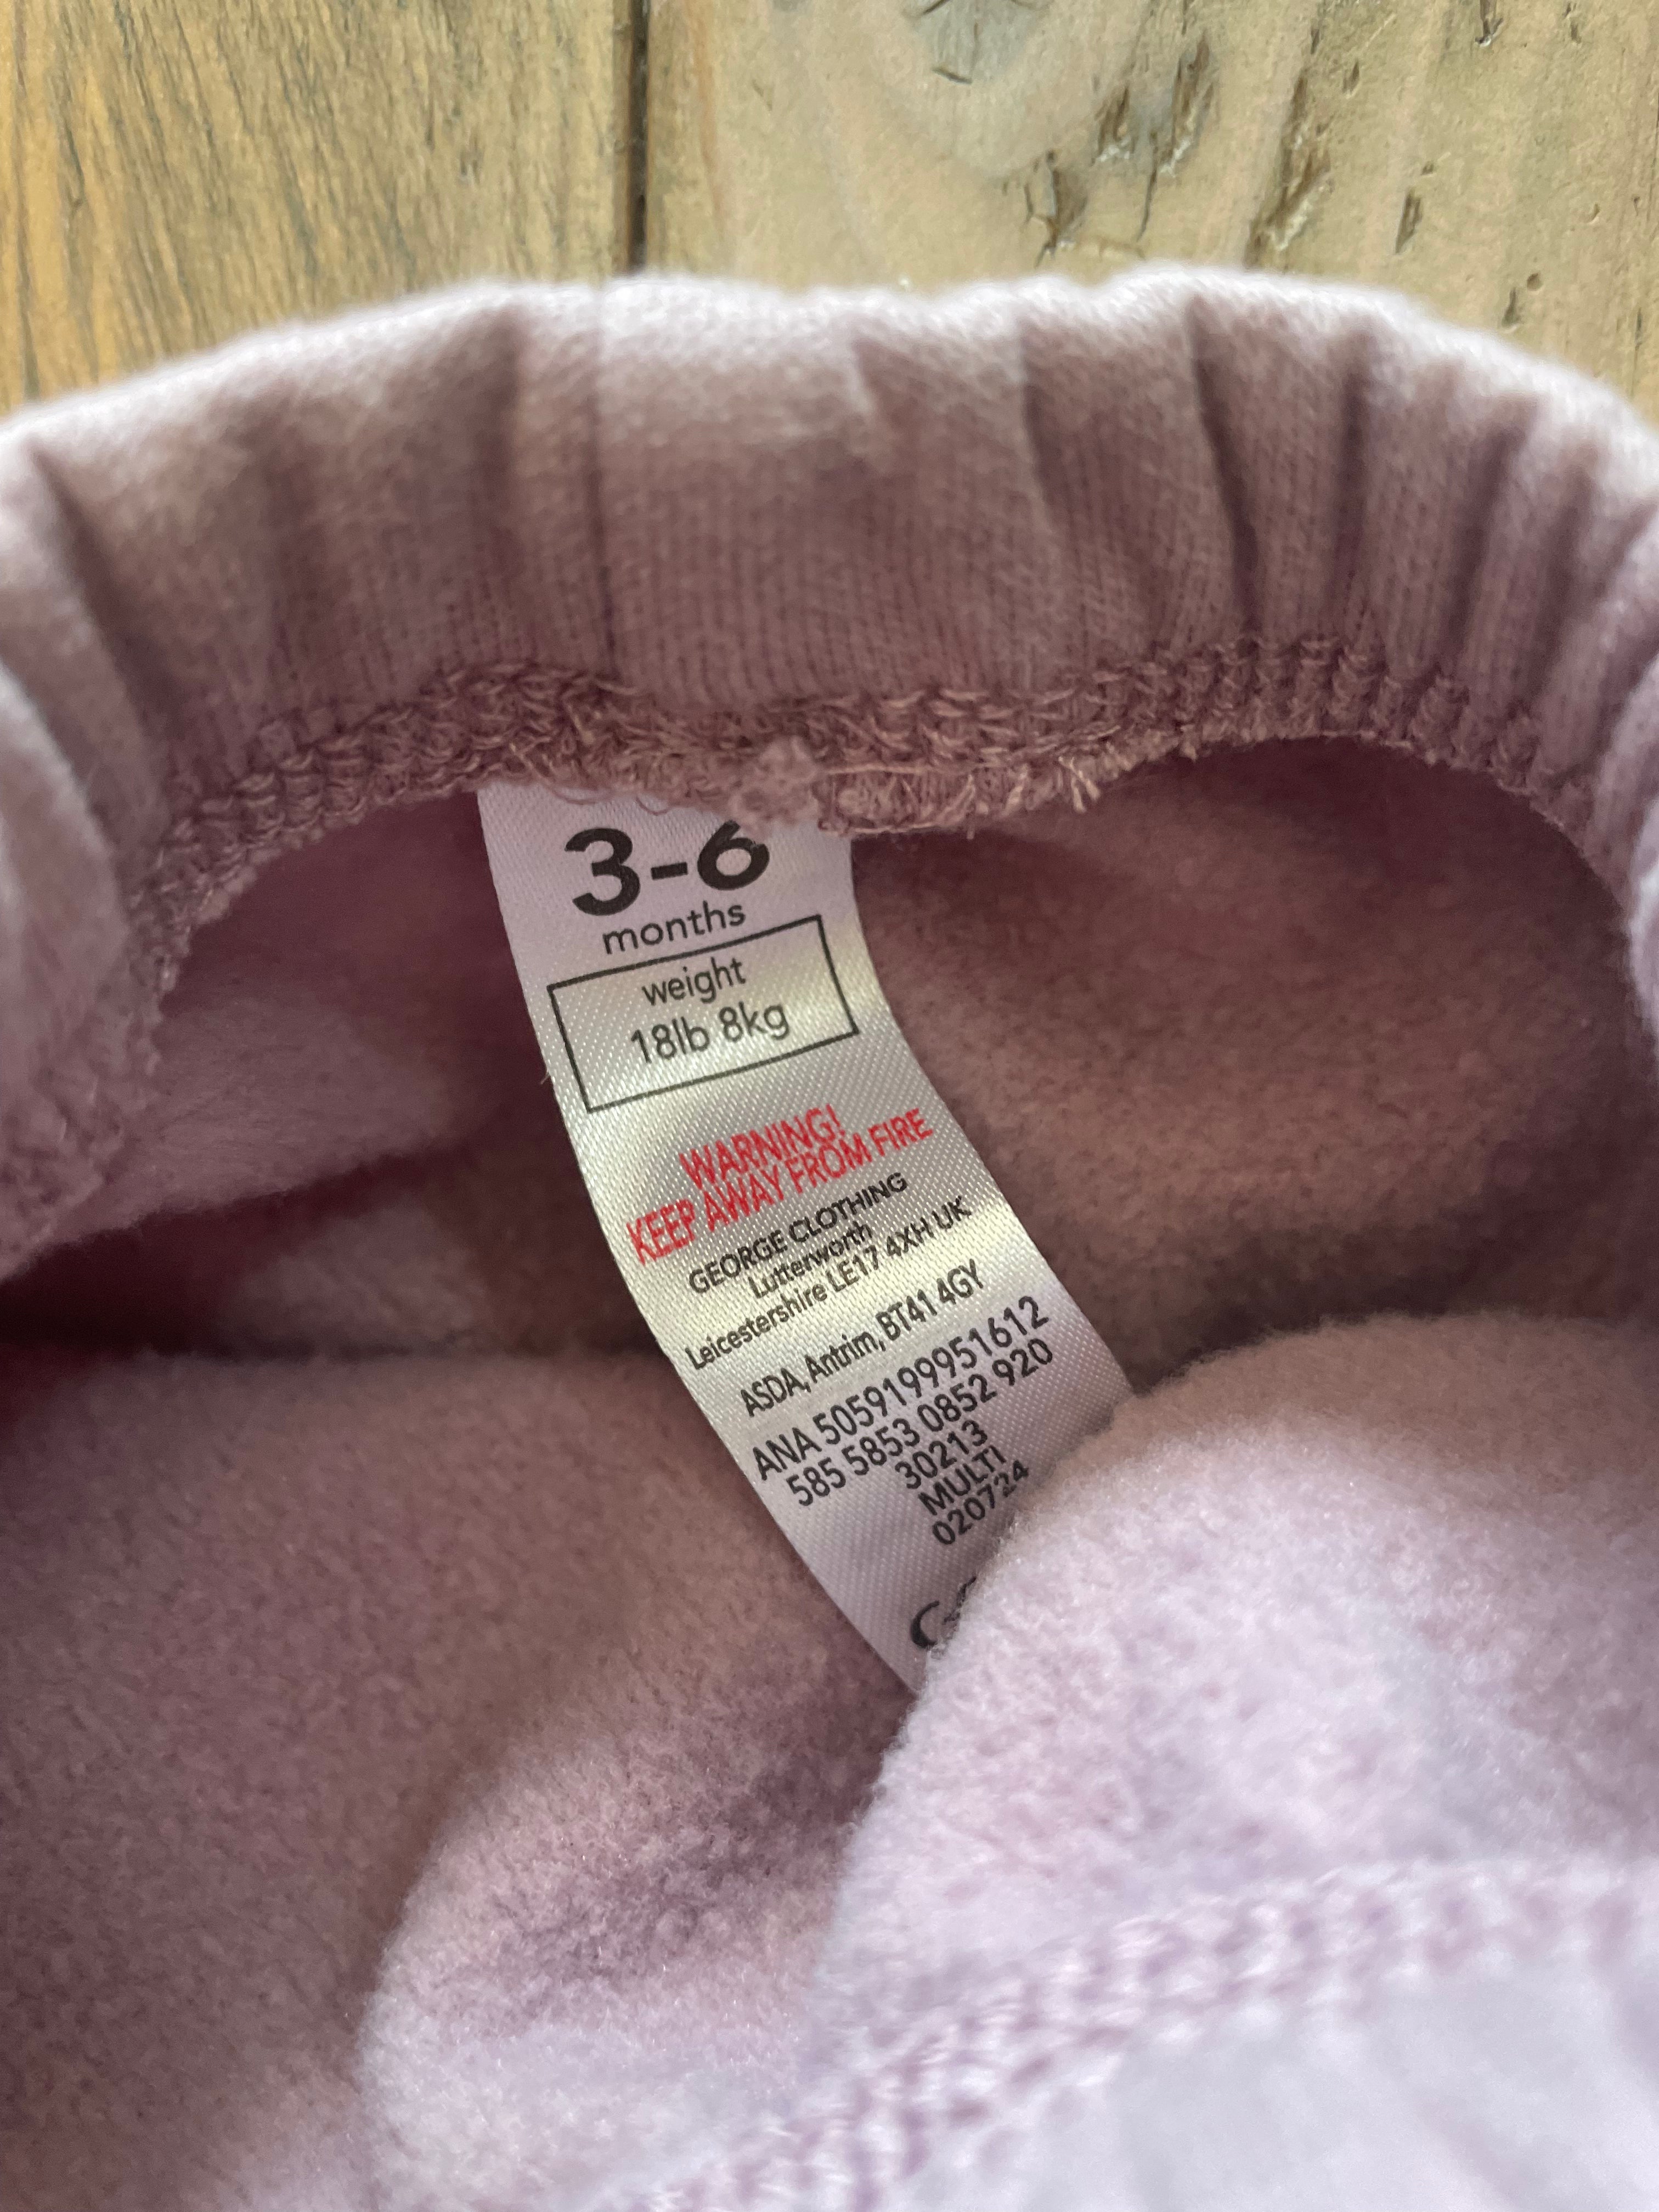 3-6
months
weight
18lb 8kg
WARNING!
KEEP AWAY FROM FIRE
GEORGE CLOTHING
Lutterworth
Leicestershire LE17 4XH UK
ASDA, Antrim, BT41 4GY
ANA 5059199951612
585 5853 0852 920
30213
MULTI
020724